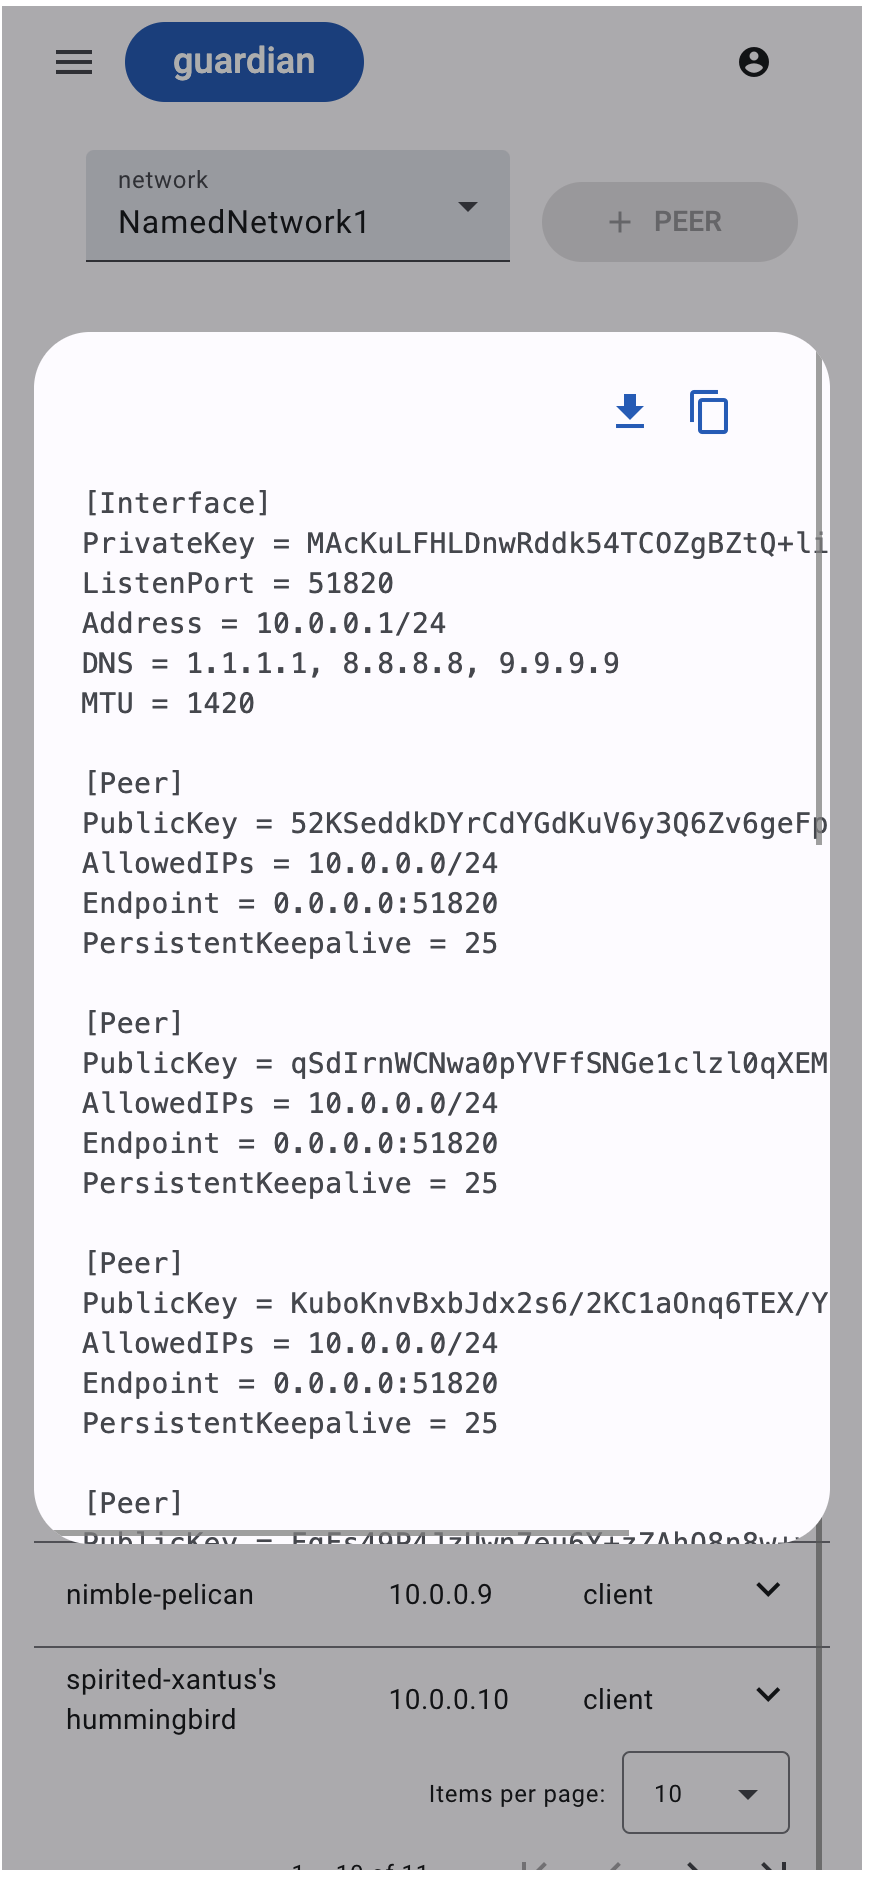 guardian
network
NamedNetwork1
+ PEER
[Interface]
PrivateKey = MAcKuLFHLDnwRddk54TCOZgBZtQ+li
ListenPort = 51820
Address = 10.0.0.1/24
DNS = 1.1.1.1, 8.8.8.8, 9.9.9.9
MTU = 1420
[Peer]
PublicKey = 52KSeddkDYrCdYGdKuV6y3Q6Zv6geFp
AllowedIPs = 10.0.0.0/24
Endpoint = 0.0.0.0:51820
PersistentKeepalive = 25
[Peer]
PublicKey = qSdIrnWCNwa0pYVFfSNGe1clzl0qXEM
AllowedIPs = 10.0.0.0/24
Endpoint = 0.0.0.0:51820
PersistentKeepalive = 25
[Peer]
PublicKey = KuboKnvBxbJdx2s6/2KC1aOnq6TEX/Y
AllowedIPs = 10.0.0.0/24
Endpoint = 0.0.0.0:51820
PersistentKeepalive = 25
[Peer]
PublicKey =
nimble-pelican 10.0.0.9 client
spirited-xantus's
hummingbird 10.0.0.10 client
Items per page: 10